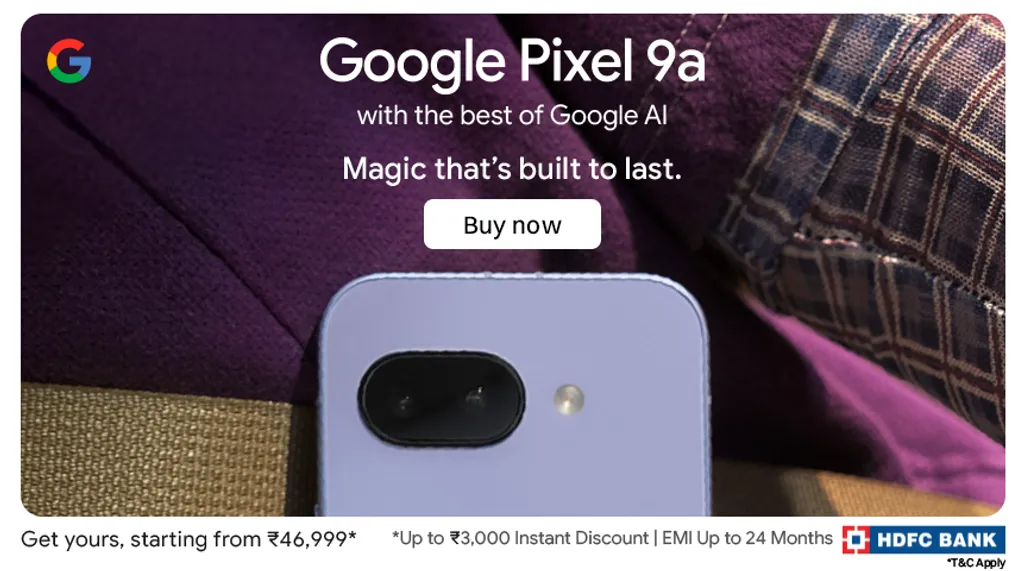 Google Pixel 9a
with the best of Google AI
Magic that's built to last.
Buy now
Get yours, starting from ₹46,999*
*Up to ₹3,000 Instant Discount | EMI Up to 24 Months
HDFC BANK
*T&C Apply